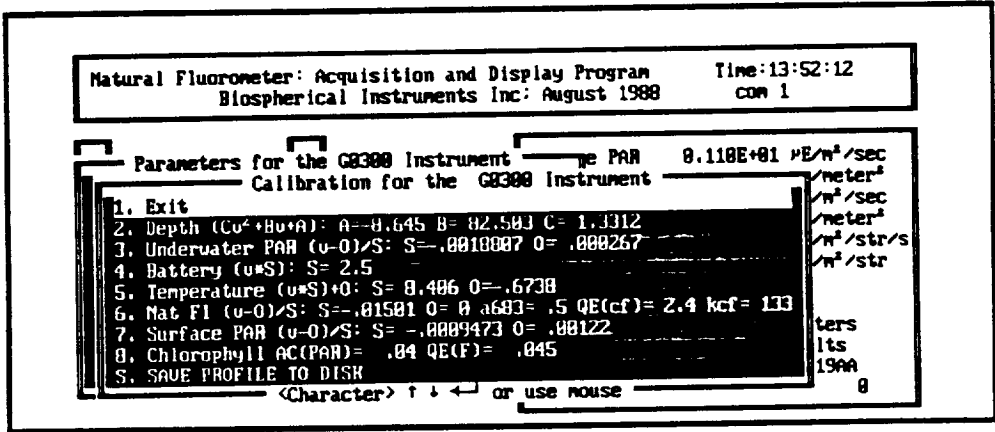 Natural Fluorometer: Acquisition and Display Program Time:13:52:12
Biospherical Instruments Inc: August 1988 com 1
Parameters for the G0300 Instrument ge PAR 0.110E+01 µE/m²/sec
Calibration for the G0300 Instrument /meter²
1. Exit /m²/sec
2. Depth (Cv²+Bv+A): A=-8.645 B= 82.503 C= 1.3312 /meter²
3. Underwater PAR (v-O)/S: S=-.0018807 O= .000267 /m²/str/s
4. Battery (v*S): S= 2.5 /m²/str
5. Temperature (v*S)+O: S= 8.406 O=-.6738
6. Nat Fl (v-O)/S: S=-.01501 O= 0 a683= .5 QE(cf)= 2.4 kcf= 133
7. Surface PAR (v-O)/S: S= -.0009473 O= .00122 ters
8. Chlorophyll AC(PAR)= .04 QE(F)= .045 lts
S. SAVE PROFILE TO DISK 19AA
<Character> ↑ ↓ ←┘ or use mouse 0